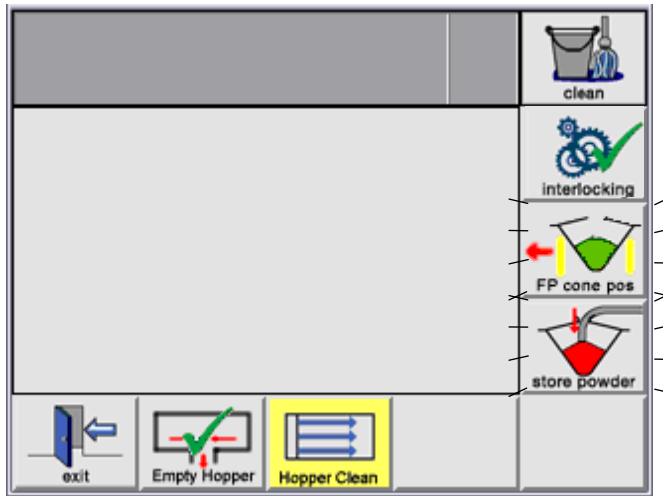 clean
interlocking
FP cone pos
store powder
exit
Empty Hopper
Hopper Clean